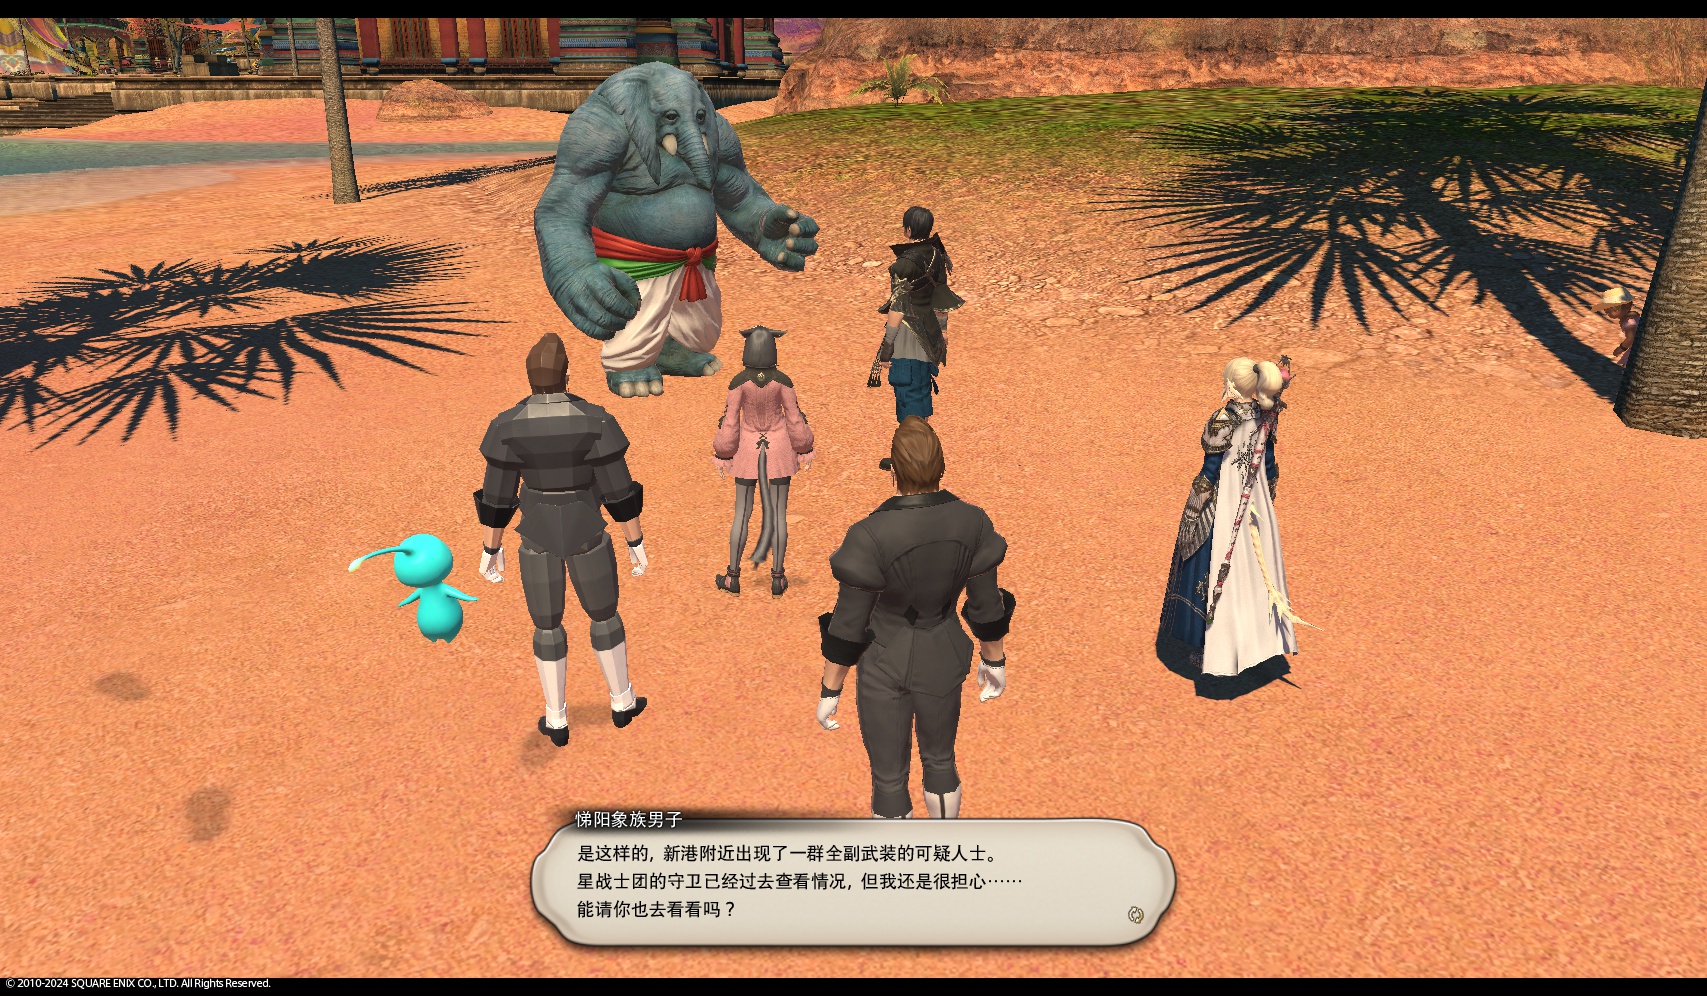 悌阳象族男子
是这样的，新港附近出现了一群全副武装的可疑人士。
星战士团的守卫已经过去查看情况，但我还是很担心……
能请你也去看看吗？
© 2010-2024 SQUARE ENIX CO., LTD. All Rights Reserved.